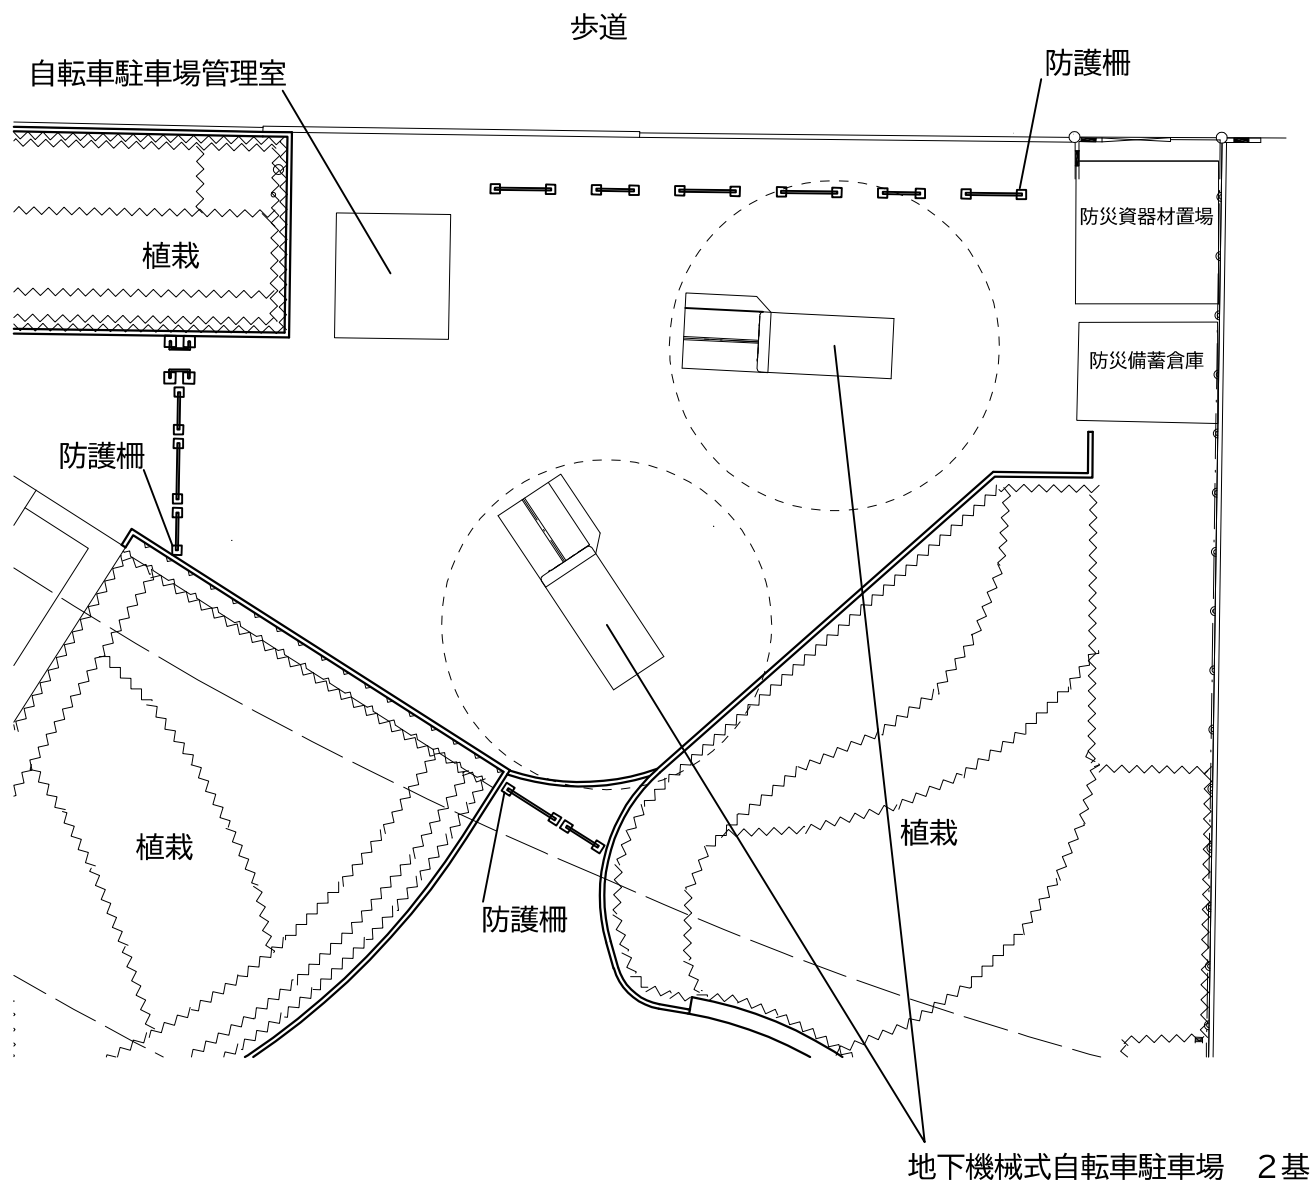 歩道
防護柵
自転車駐車場管理室
防災資器材置場
植栽
防災備蓄倉庫
防護柵
植栽
植栽
防護柵
地下機械式自転車駐車場　２基